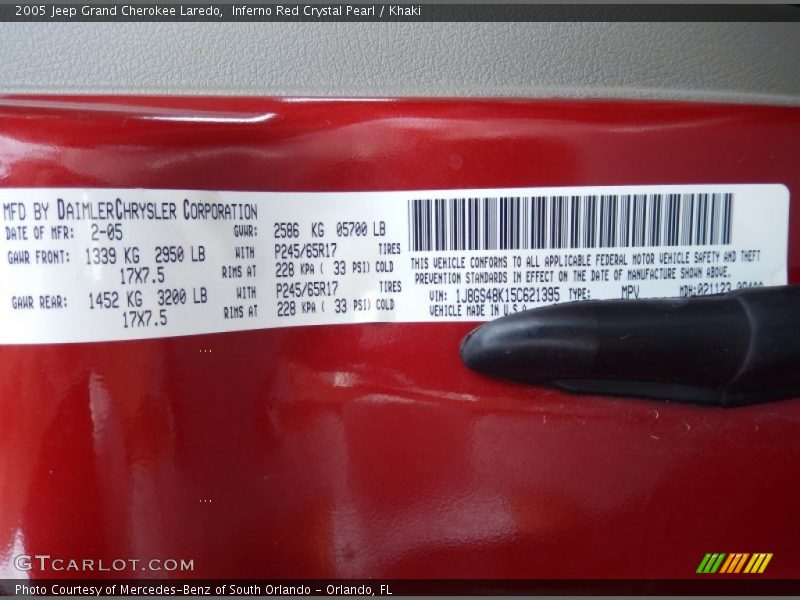 2005 Jeep Grand Cherokee Laredo,  Inferno Red Crystal Pearl / Khaki
MFD BY DAIMLERCHRYSLER CORPORATION
DATE OF MFR: 2-05 GVWR: 2586 KG 05700 LB
GAWR FRONT: 1339 KG 2950 LB WITH P245/65R17 TIRES
17X7.5 RIMS AT 228 KPA ( 33 PSI) COLD
GAWR REAR: 1452 KG 3200 LB WITH P245/65R17 TIRES
17X7.5 RIMS AT 228 KPA ( 33 PSI) COLD
THIS VEHICLE CONFORMS TO ALL APPLICABLE FEDERAL MOTOR VEHICLE SAFETY AND THEFT
PREVENTION STANDARDS IN EFFECT ON THE DATE OF MANUFACTURE SHOWN ABOVE.
VIN: 1J8GS48K15C621395 TYPE: MPV MDH:021123
VEHICLE MADE IN U.S.A
GTCARLOT.COM
Photo Courtesy of Mercedes-Benz of South Orlando - Orlando, FL